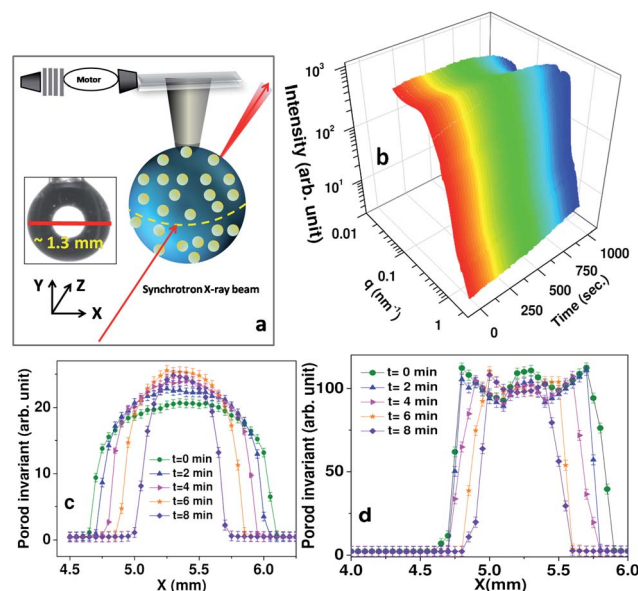 Motor
~ 1.3 mm
Y
Z
X
Synchrotron X-ray beam
a
Intensity (arb. unit)
10³
10²
10¹
b
0.01
0.1
1
q (nm⁻¹)
0
250
500
750
1000
Time (sec.)
Porod invariant (arb. unit)
20
10
0
t=0 min
t=2 min
t=4 min
t=6 min
t=8 min
c
4.5
5.0
5.5
6.0
X (mm)
Porod invariant (arb. unit)
100
50
0
t= 0 min
t= 2 min
t= 4 min
t= 6 min
t= 8 min
d
4.0
4.5
5.0
5.5
6.0
X(mm)